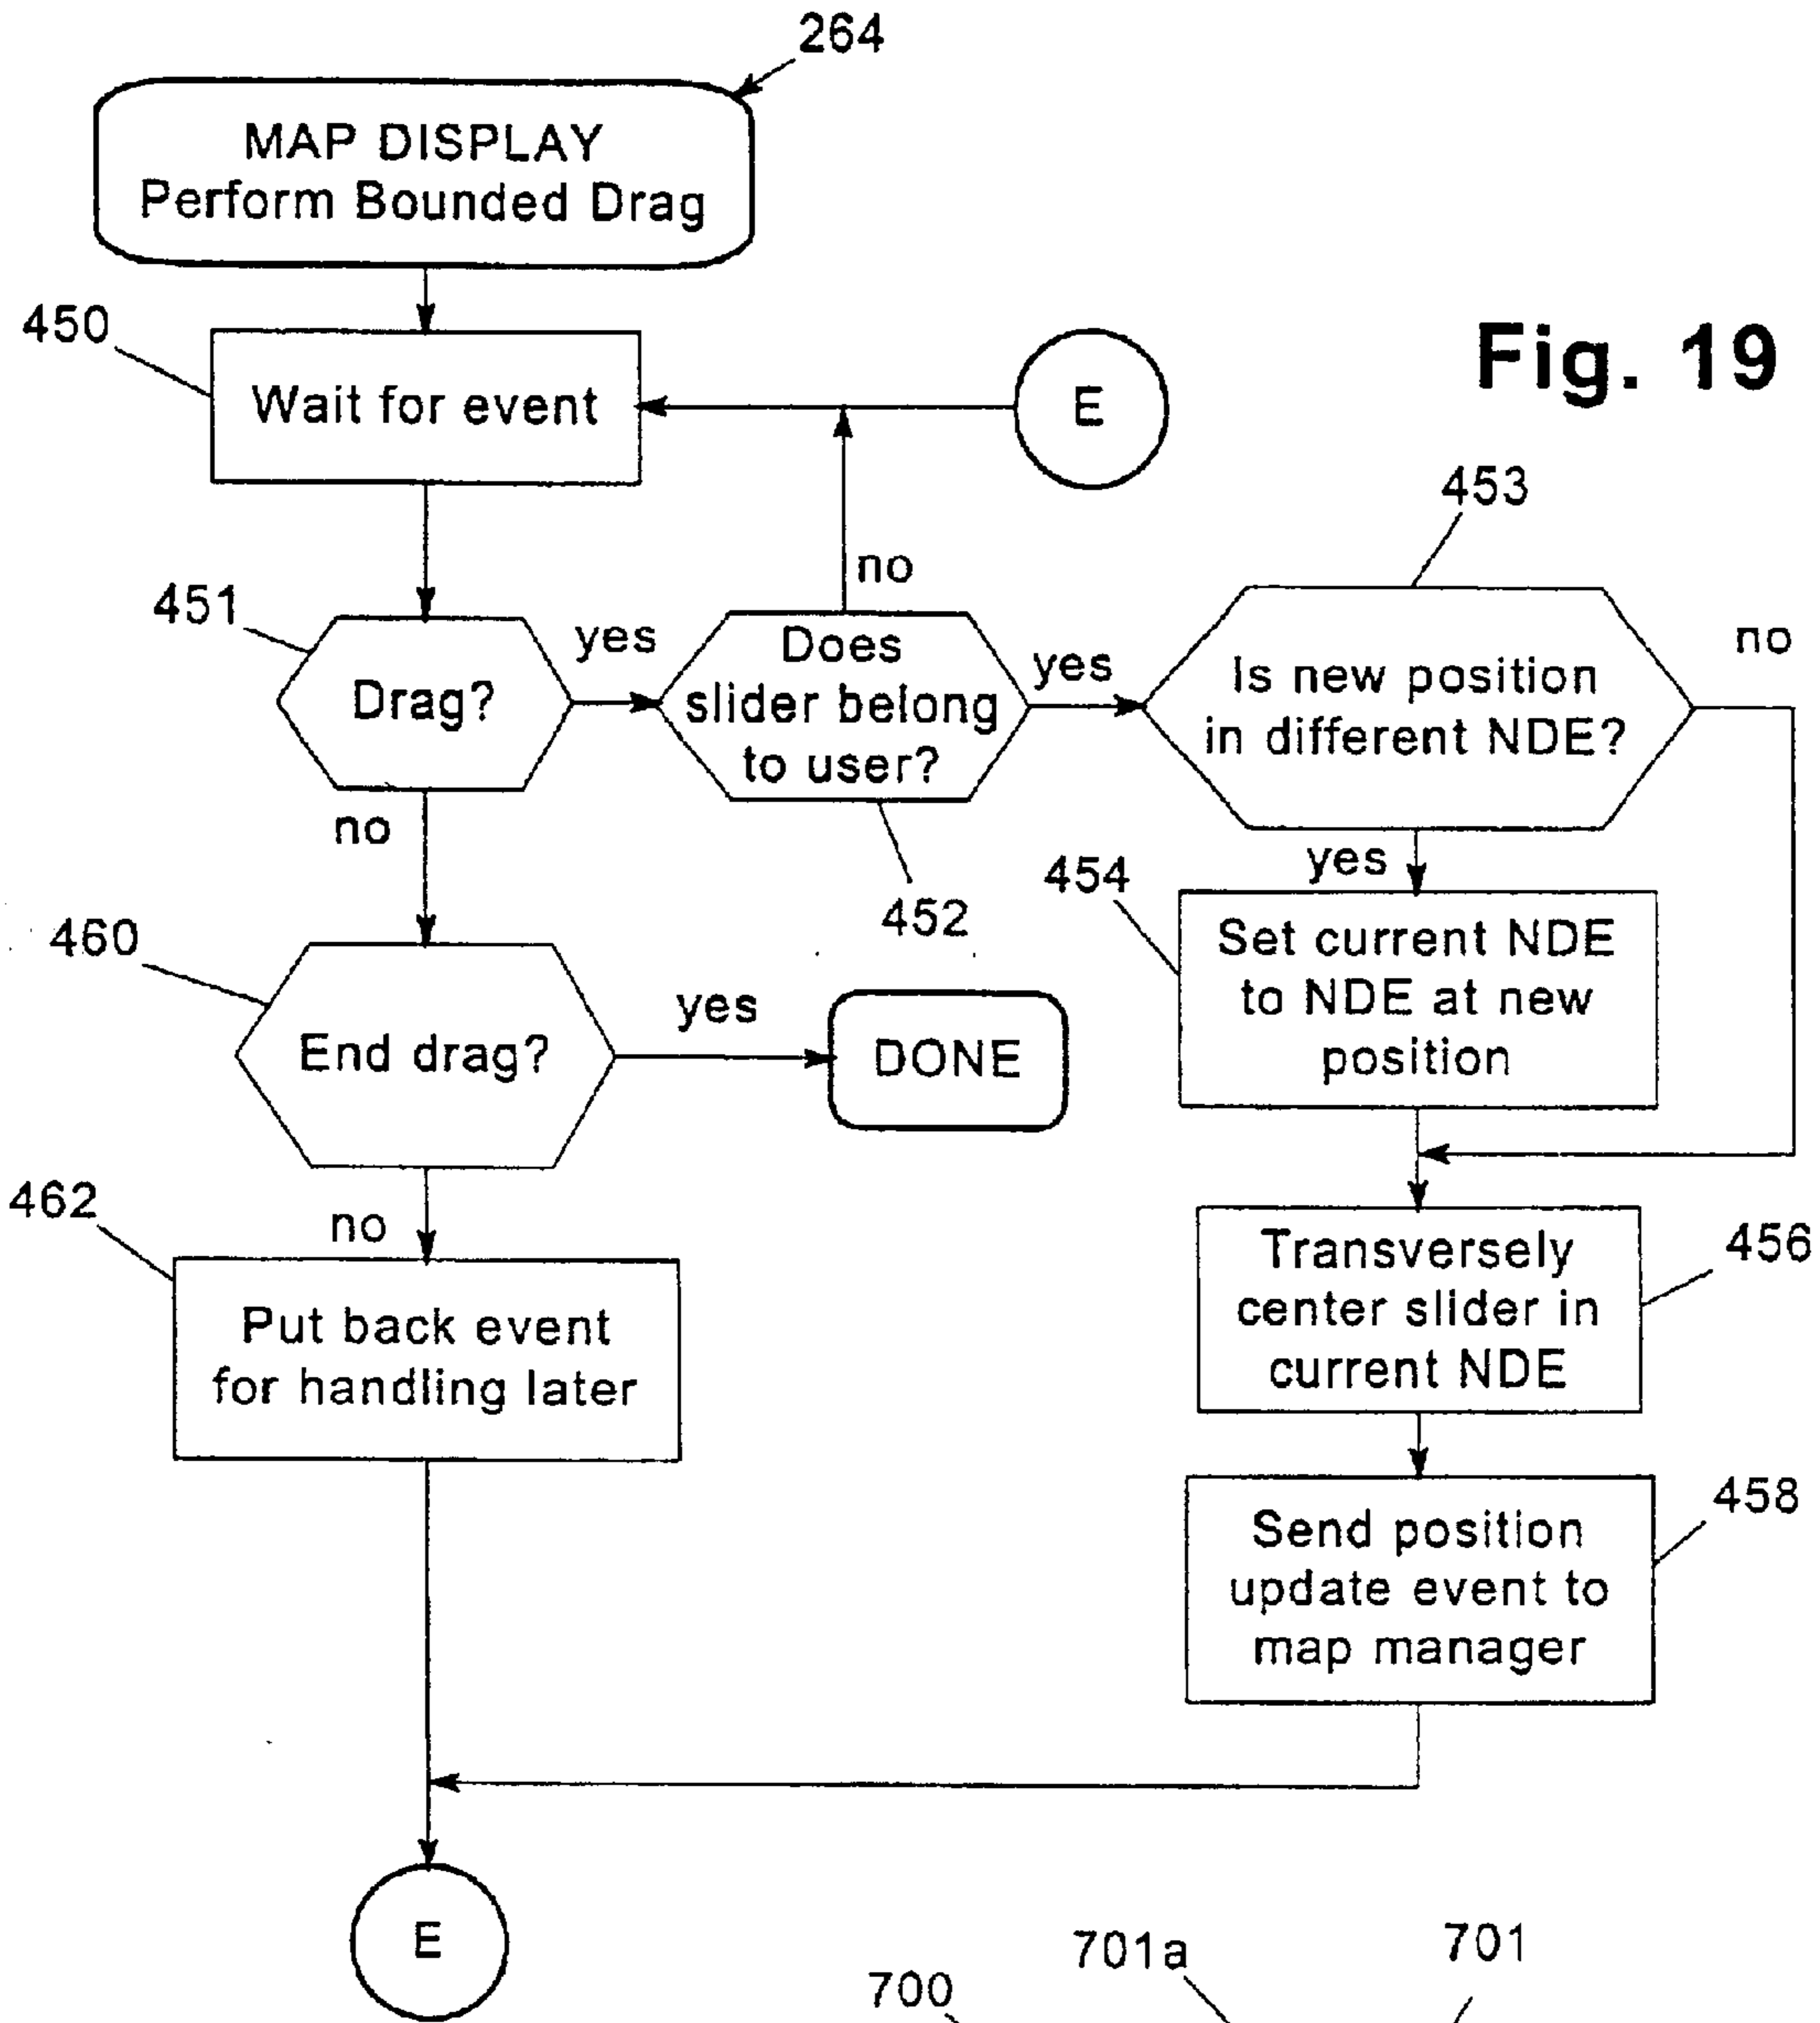 264
MAP DISPLAY
Perform Bounded Drag
Fig. 19
450
Wait for event
E
453
no
451
yes
Drag?
Does
slider belong
to user?
yes
Is new position
in different NDE?
no
no
452
yes
454
Set current NDE
to NDE at new
position
460
End drag?
yes
DONE
462
no
Put back event
for handling later
Transversely
center slider in
current NDE
456
Send position
update event to
map manager
458
E
700
701a
701